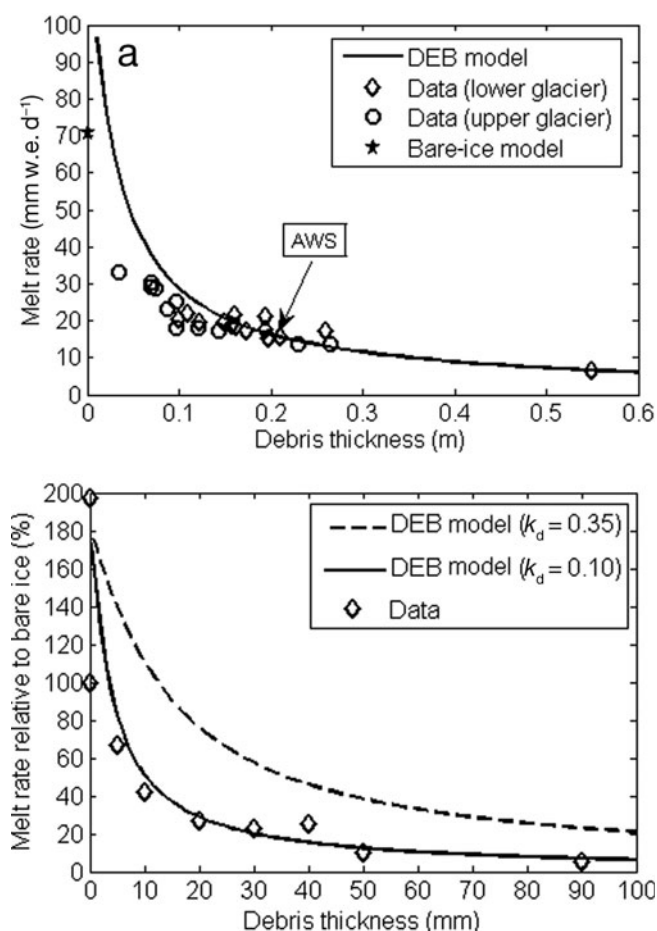 a
DEB model
Data (lower glacier)
Data (upper glacier)
Bare-ice model
AWS
Melt rate (mm w.e. d⁻¹)
100
90
80
70
60
50
40
30
20
10
0
0 0.1 0.2 0.3 0.4 0.5 0.6
Debris thickness (m)
DEB model (k_d = 0.35)
DEB model (k_d = 0.10)
Data
Melt rate relative to bare ice (%)
200
180
160
140
120
100
80
60
40
20
0
0 10 20 30 40 50 60 70 80 90 100
Debris thickness (mm)